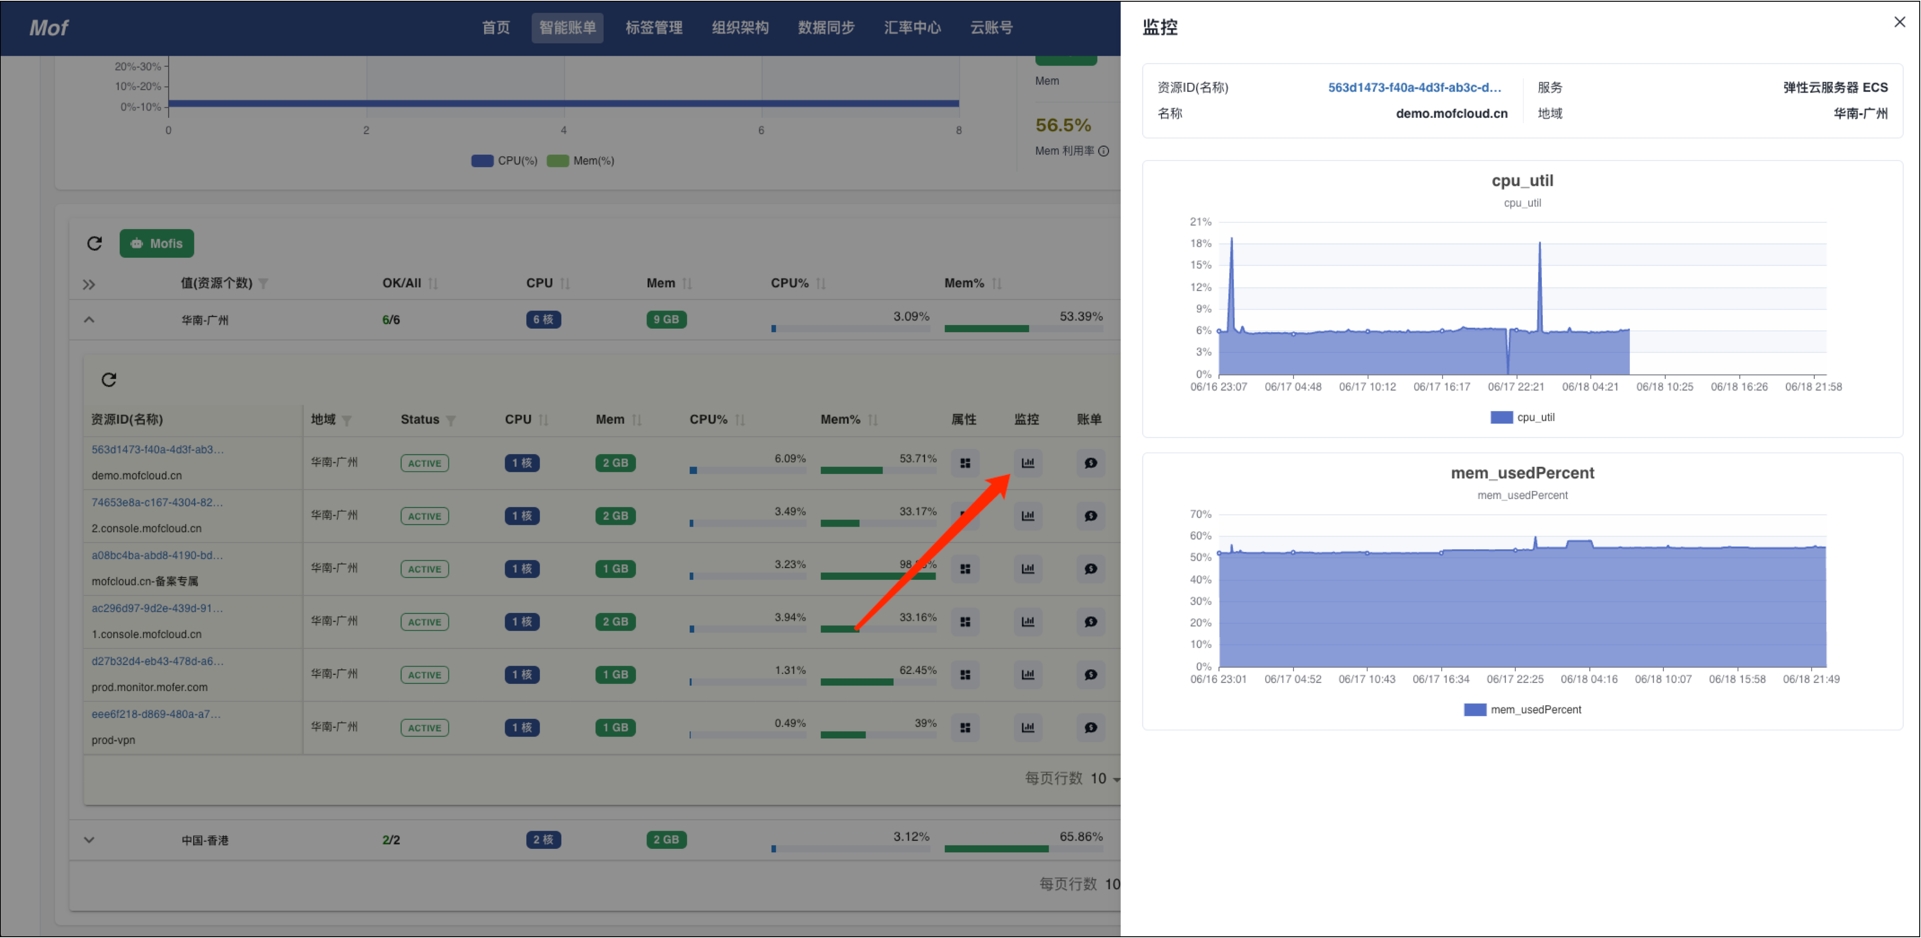 Mof
首页 智能账单 标签管理 组织架构 数据同步 汇率中心 云账号
20%-30%
10%-20%
0%-10%
0 2 4 6 8
CPU(%) Mem(%)
Mem
56.5%
Mem 利用率
Mofis
值(资源个数) OK/All CPU Mem CPU% Mem%
华南-广州 6/6 6 核 9 GB 3.09% 53.39%
资源ID(名称) 地域 Status CPU Mem CPU% Mem% 属性 监控 账单
563d1473-f40a-4d3f-ab3...
demo.mofcloud.cn
华南-广州 ACTIVE 1 核 2 GB 6.09% 53.71%
74653e8a-c167-4304-82...
2.console.mofcloud.cn
华南-广州 ACTIVE 1 核 2 GB 3.49% 33.17%
a08bc4ba-abd8-4190-bd...
mofcloud.cn-备案专属
华南-广州 ACTIVE 1 核 1 GB 3.23%
ac296d97-9d2e-439d-91...
1.console.mofcloud.cn
华南-广州 ACTIVE 1 核 2 GB 3.94% 33.16%
d27b32d4-eb43-478d-a6...
prod.monitor.mofer.com
华南-广州 ACTIVE 1 核 1 GB 1.31% 62.45%
eee6f218-d869-480a-a7...
prod-vpn
华南-广州 ACTIVE 1 核 1 GB 0.49% 39%
每页行数 10
中国-香港 2/2 2 核 2 GB 3.12% 65.86%
每页行数 10
监控
资源ID(名称) 563d1473-f40a-4d3f-ab3c-d... 服务 弹性云服务器 ECS
名称 demo.mofcloud.cn 地域 华南-广州
cpu_util
cpu_util
21%
18%
15%
12%
9%
6%
3%
0%
06/16 23:07 06/17 04:48 06/17 10:12 06/17 16:17 06/17 22:21 06/18 04:21 06/18 10:25 06/18 16:26 06/18 21:58
cpu_util
mem_usedPercent
mem_usedPercent
70%
60%
50%
40%
30%
20%
10%
0%
06/16 23:01 06/17 04:52 06/17 10:43 06/17 16:34 06/17 22:25 06/18 04:16 06/18 10:07 06/18 15:58 06/18 21:49
mem_usedPercent